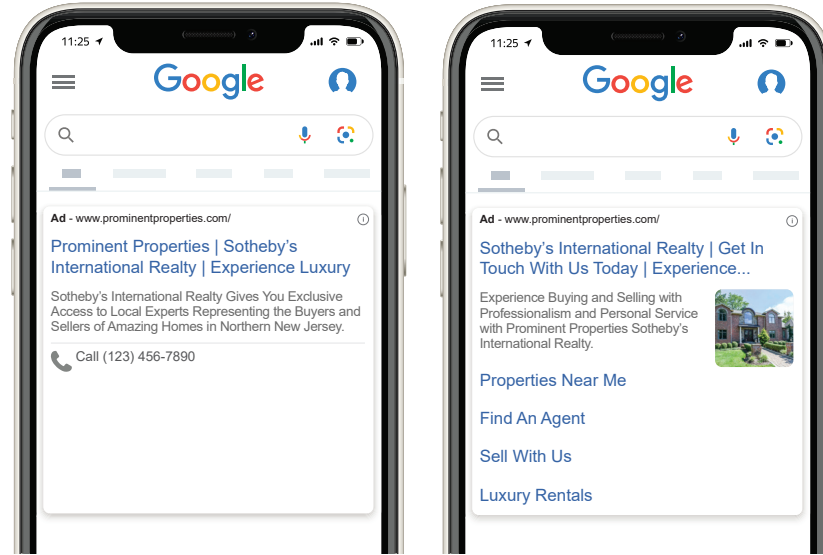 11:25
Google
Ad - www.prominentproperties.com/
Prominent Properties | Sotheby’s
International Realty | Experience Luxury
Sotheby’s International Realty Gives You Exclusive
Access to Local Experts Representing the Buyers and
Sellers of Amazing Homes in Northern New Jersey.
Call (123) 456-7890
11:25
Google
Ad - www.prominentproperties.com/
Sotheby’s International Realty | Get In
Touch With Us Today | Experience...
Experience Buying and Selling with
Professionalism and Personal Service
with Prominent Properties Sotheby’s
International Realty.
Properties Near Me
Find An Agent
Sell With Us
Luxury Rentals